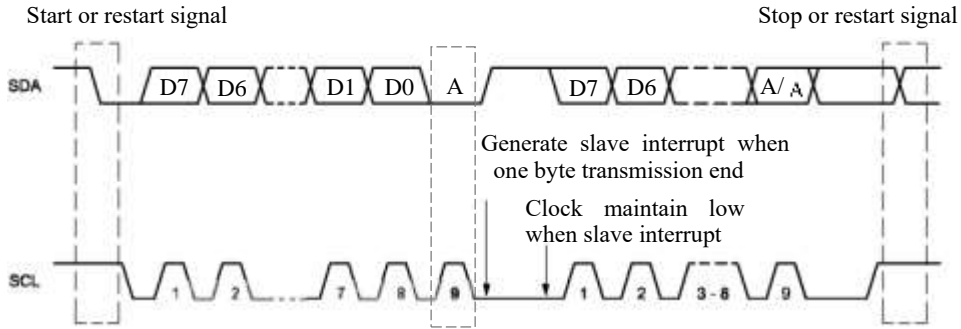 Start or restart signal
Stop or restart signal
SDA
D7 D6 D1 D0 A D7 D6 A/A
Generate slave interrupt when
one byte transmission end
Clock maintain low
when slave interrupt
SCL
1 2 7 8 9 1 2 3 - 8 9